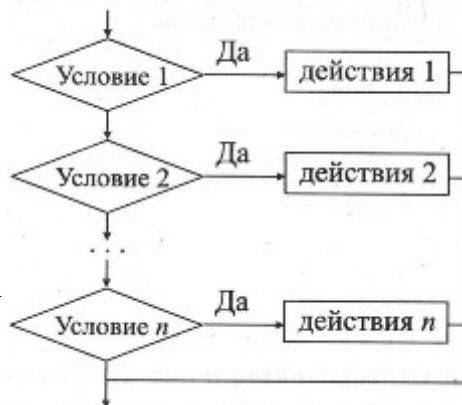 Да
Условие 1
действия 1
Да
Условие 2
действия 2
...
Да
Условие n
действия n